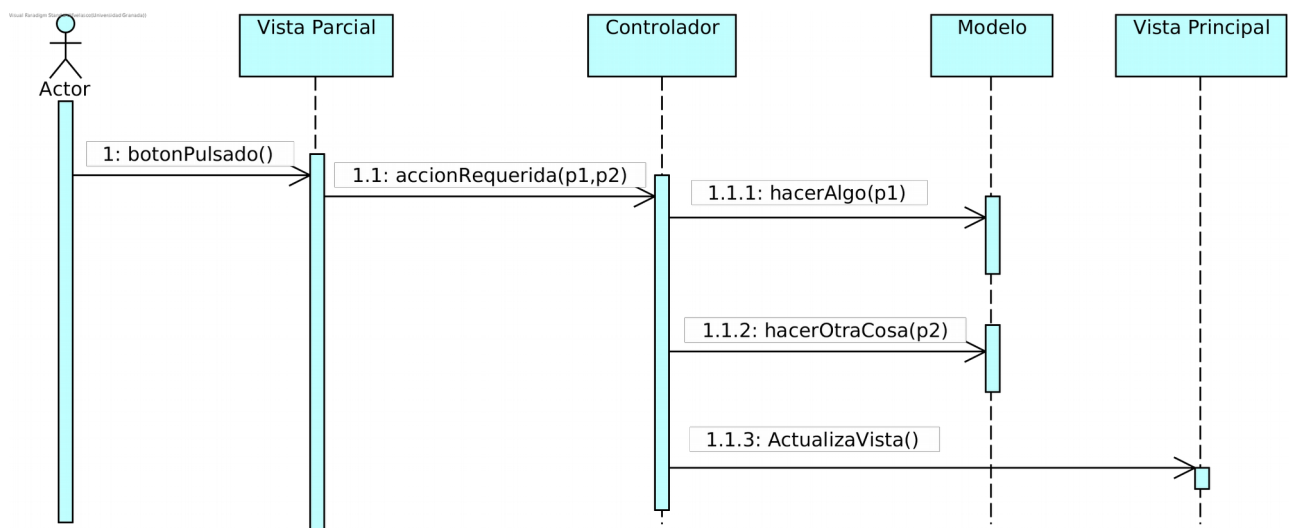 Vista Parcial
Controlador
Modelo
Vista Principal
Actor
1: botonPulsado()
1.1: accionRequerida(p1,p2)
1.1.1: hacerAlgo(p1)
1.1.2: hacerOtraCosa(p2)
1.1.3: ActualizaVista()